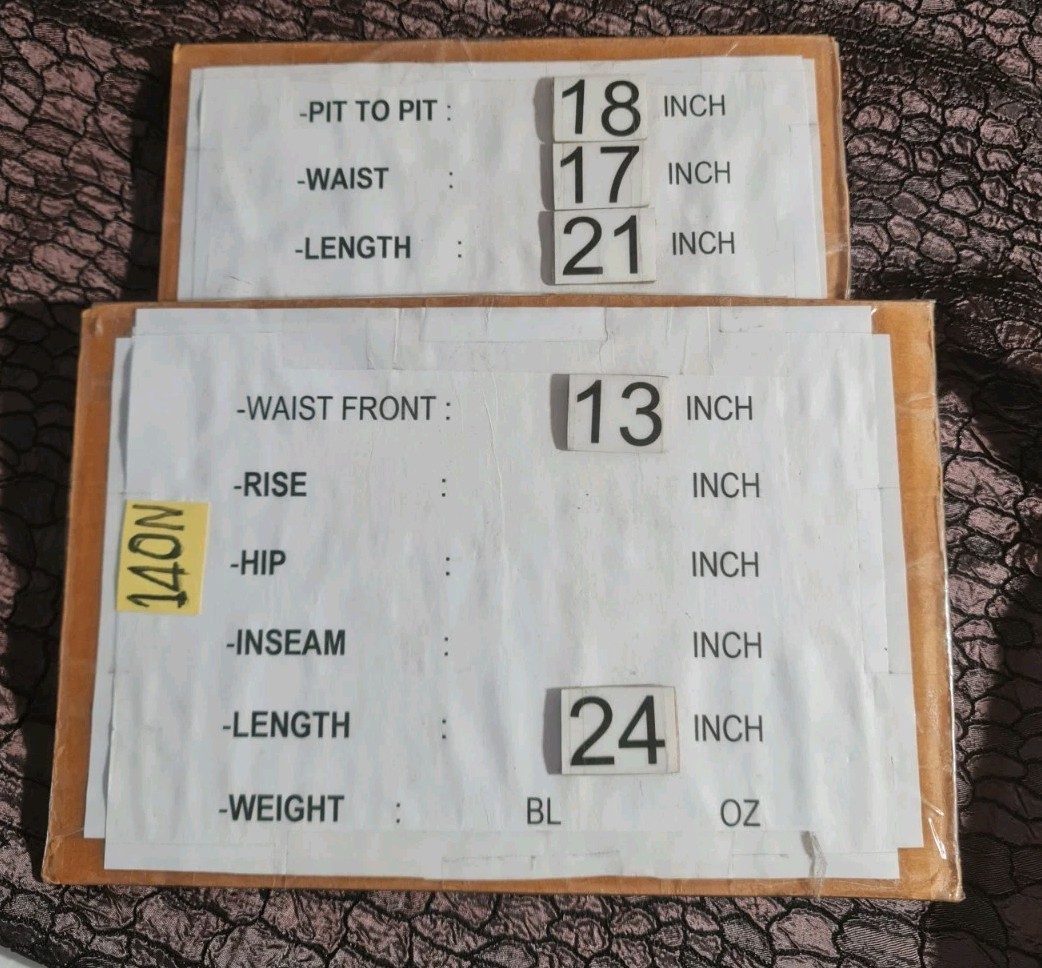 -PIT TO PIT : 18 INCH
-WAIST : 17 INCH
-LENGTH : 21 INCH
-WAIST FRONT : 13 INCH
-RISE : INCH
-HIP : INCH
-INSEAM : INCH
-LENGTH : 24 INCH
-WEIGHT : BL OZ
140N